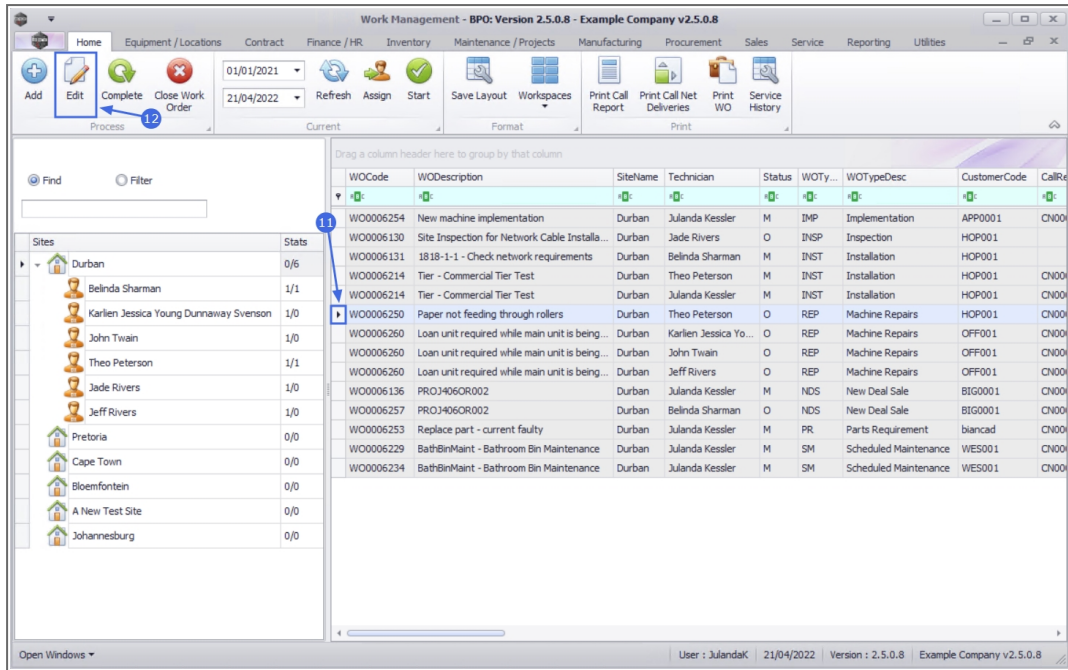 Work Management - BPO: Version 2.5.0.8 - Example Company v2.5.0.8
Home Equipment / Locations Contract Finance / HR Inventory Maintenance / Projects Manufacturing Procurement Sales Service Reporting Utilities
Add Edit Complete Close Work Order 01/01/2021 21/04/2022 Refresh Assign Start Save Layout Workspaces Print Call Report Print Call Net Deliveries Print WO Service History
12
Process Current Format Print
Drag a column header here to group by that column
Find Filter
WOCode WODescription SiteName Technician Status WOTy... WOTypeDesc CustomerCode CallRe
11
Sites Stats
Durban 0/6
Belinda Sharman 1/1
Karlien Jessica Young Dunnaway Svenson 1/0
John Twain 1/0
Theo Peterson 1/1
Jade Rivers 1/0
Jeff Rivers 1/0
Pretoria 0/0
Cape Town 0/0
Bloemfontein 0/0
A New Test Site 0/0
Johannesburg 0/0
WO0006254 New machine implementation Durban Julanda Kessler M IMP Implementation APP0001 CN00
WO0006130 Site Inspection for Network Cable Installa... Durban Jade Rivers O INSP Inspection HOP001
WO0006131 1818-1-1 - Check network requirements Durban Belinda Sharman M INST Installation HOP001
WO0006214 Tier - Commercial Tier Test Durban Theo Peterson M INST Installation HOP001 CN00
WO0006214 Tier - Commercial Tier Test Durban Julanda Kessler M INST Installation HOP001 CN00
WO0006250 Paper not feeding through rollers Durban Theo Peterson O REP Machine Repairs HOP001 CN00
WO0006260 Loan unit required while main unit is being... Durban Karlien Jessica Yo... O REP Machine Repairs OFF001 CN00
WO0006260 Loan unit required while main unit is being... Durban John Twain O REP Machine Repairs OFF001 CN00
WO0006260 Loan unit required while main unit is being... Durban Jeff Rivers O REP Machine Repairs OFF001 CN00
WO0006136 PROJ406OR002 Durban Julanda Kessler M NDS New Deal Sale BIG0001 CN00
WO0006257 PROJ406OR002 Durban Belinda Sharman O NDS New Deal Sale BIG0001 CN00
WO0006253 Replace part - current faulty Durban Julanda Kessler M PR Parts Requirement biancad CN00
WO0006229 BathBinMaint - Bathroom Bin Maintenance Durban Julanda Kessler M SM Scheduled Maintenance WES001 CN00
WO0006234 BathBinMaint - Bathroom Bin Maintenance Durban Julanda Kessler M SM Scheduled Maintenance WES001 CN00
Open Windows User : JulandaK 21/04/2022 Version : 2.5.0.8 Example Company v2.5.0.8